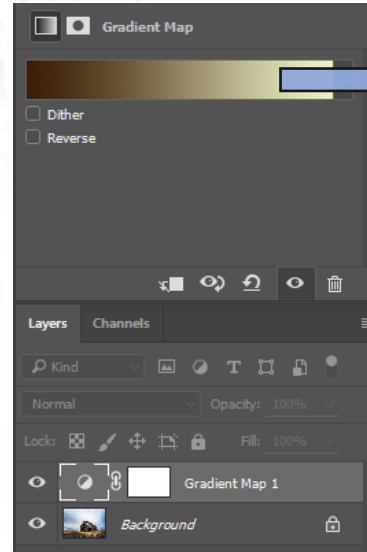 Gradient Map
Dither
Reverse
Layers Channels
Kind T
Normal Opacity: 100%
Lock: Fill: 100%
Gradient Map 1
Background